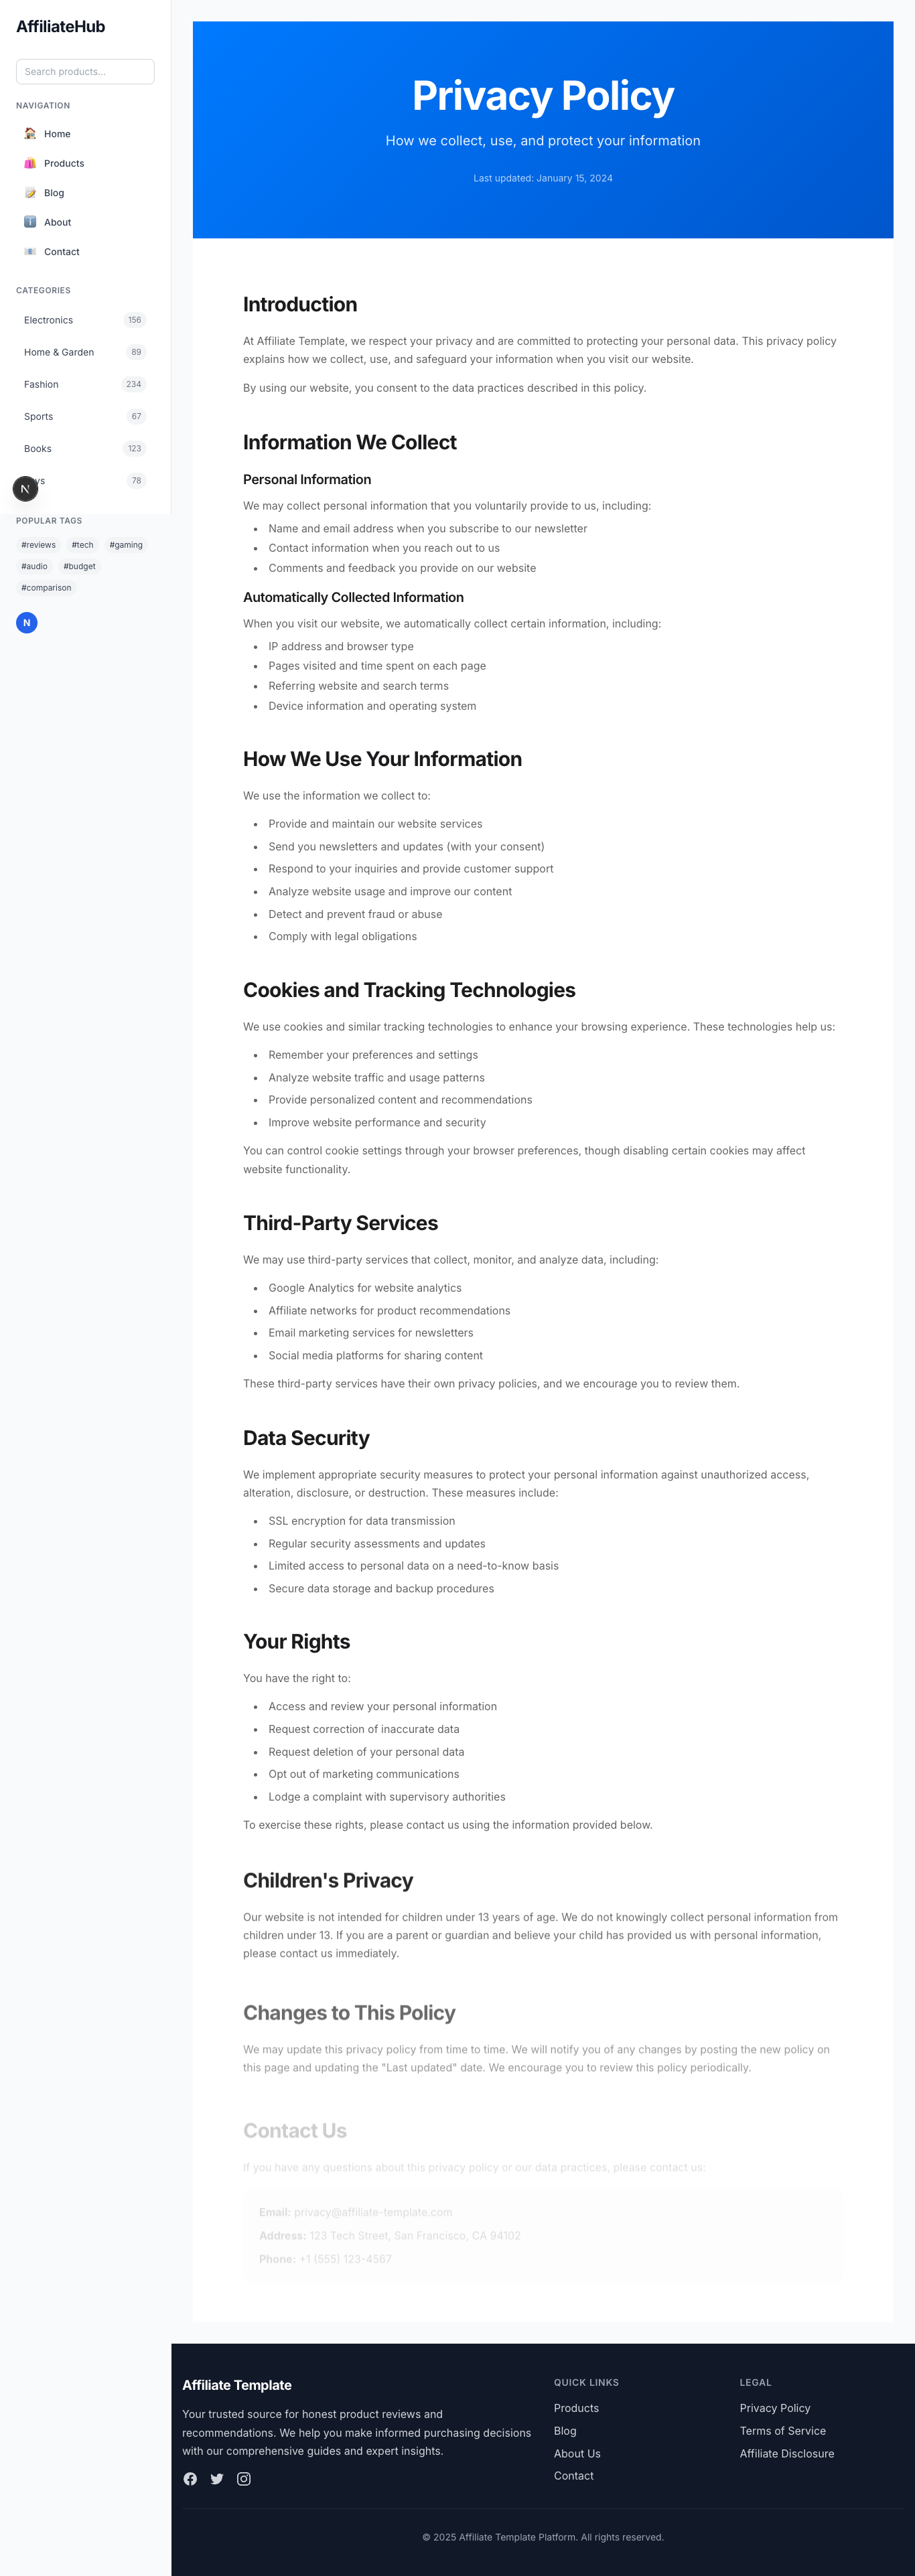 AffiliateHub
Search products...
NAVIGATION
Home
Products
Blog
About
Contact
CATEGORIES
Electronics 156
Home & Garden 89
Fashion 234
Sports 67
Books 123
78
N
POPULAR TAGS
#reviews #tech #gaming
#audio #budget
#comparison
N
Privacy Policy
How we collect, use, and protect your information
Last updated: January 15, 2024
Introduction
At Affiliate Template, we respect your privacy and are committed to protecting your personal data. This privacy policy
explains how we collect, use, and safeguard your information when you visit our website.
By using our website, you consent to the data practices described in this policy.
Information We Collect
Personal Information
We may collect personal information that you voluntarily provide to us, including:
• Name and email address when you subscribe to our newsletter
• Contact information when you reach out to us
• Comments and feedback you provide on our website
Automatically Collected Information
When you visit our website, we automatically collect certain information, including:
• IP address and browser type
• Pages visited and time spent on each page
• Referring website and search terms
• Device information and operating system
How We Use Your Information
We use the information we collect to:
• Provide and maintain our website services
• Send you newsletters and updates (with your consent)
• Respond to your inquiries and provide customer support
• Analyze website usage and improve our content
• Detect and prevent fraud or abuse
• Comply with legal obligations
Cookies and Tracking Technologies
We use cookies and similar tracking technologies to enhance your browsing experience. These technologies help us:
• Remember your preferences and settings
• Analyze website traffic and usage patterns
• Provide personalized content and recommendations
• Improve website performance and security
You can control cookie settings through your browser preferences, though disabling certain cookies may affect
website functionality.
Third-Party Services
We may use third-party services that collect, monitor, and analyze data, including:
• Google Analytics for website analytics
• Affiliate networks for product recommendations
• Email marketing services for newsletters
• Social media platforms for sharing content
These third-party services have their own privacy policies, and we encourage you to review them.
Data Security
We implement appropriate security measures to protect your personal information against unauthorized access,
alteration, disclosure, or destruction. These measures include:
• SSL encryption for data transmission
• Regular security assessments and updates
• Limited access to personal data on a need-to-know basis
• Secure data storage and backup procedures
Your Rights
You have the right to:
• Access and review your personal information
• Request correction of inaccurate data
• Request deletion of your personal data
• Opt out of marketing communications
• Lodge a complaint with supervisory authorities
To exercise these rights, please contact us using the information provided below.
Children's Privacy
Our website is not intended for children under 13 years of age. We do not knowingly collect personal information from
children under 13. If you are a parent or guardian and believe your child has provided us with personal information,
please contact us immediately.
Changes to This Policy
We may update this privacy policy from time to time. We will notify you of any changes by posting the new policy on
this page and updating the "Last updated" date. We encourage you to review this policy periodically.
Contact Us
If you have any questions about this privacy policy or our data practices, please contact us:
Email: privacy@affiliate-template.com
Address: 123 Tech Street, San Francisco, CA 94102
Phone: +1 (555) 123-4567
Affiliate Template
Your trusted source for honest product reviews and
recommendations. We help you make informed purchasing decisions
with our comprehensive guides and expert insights.
QUICK LINKS
Products
Blog
About Us
Contact
LEGAL
Privacy Policy
Terms of Service
Affiliate Disclosure
© 2025 Affiliate Template Platform. All rights reserved.